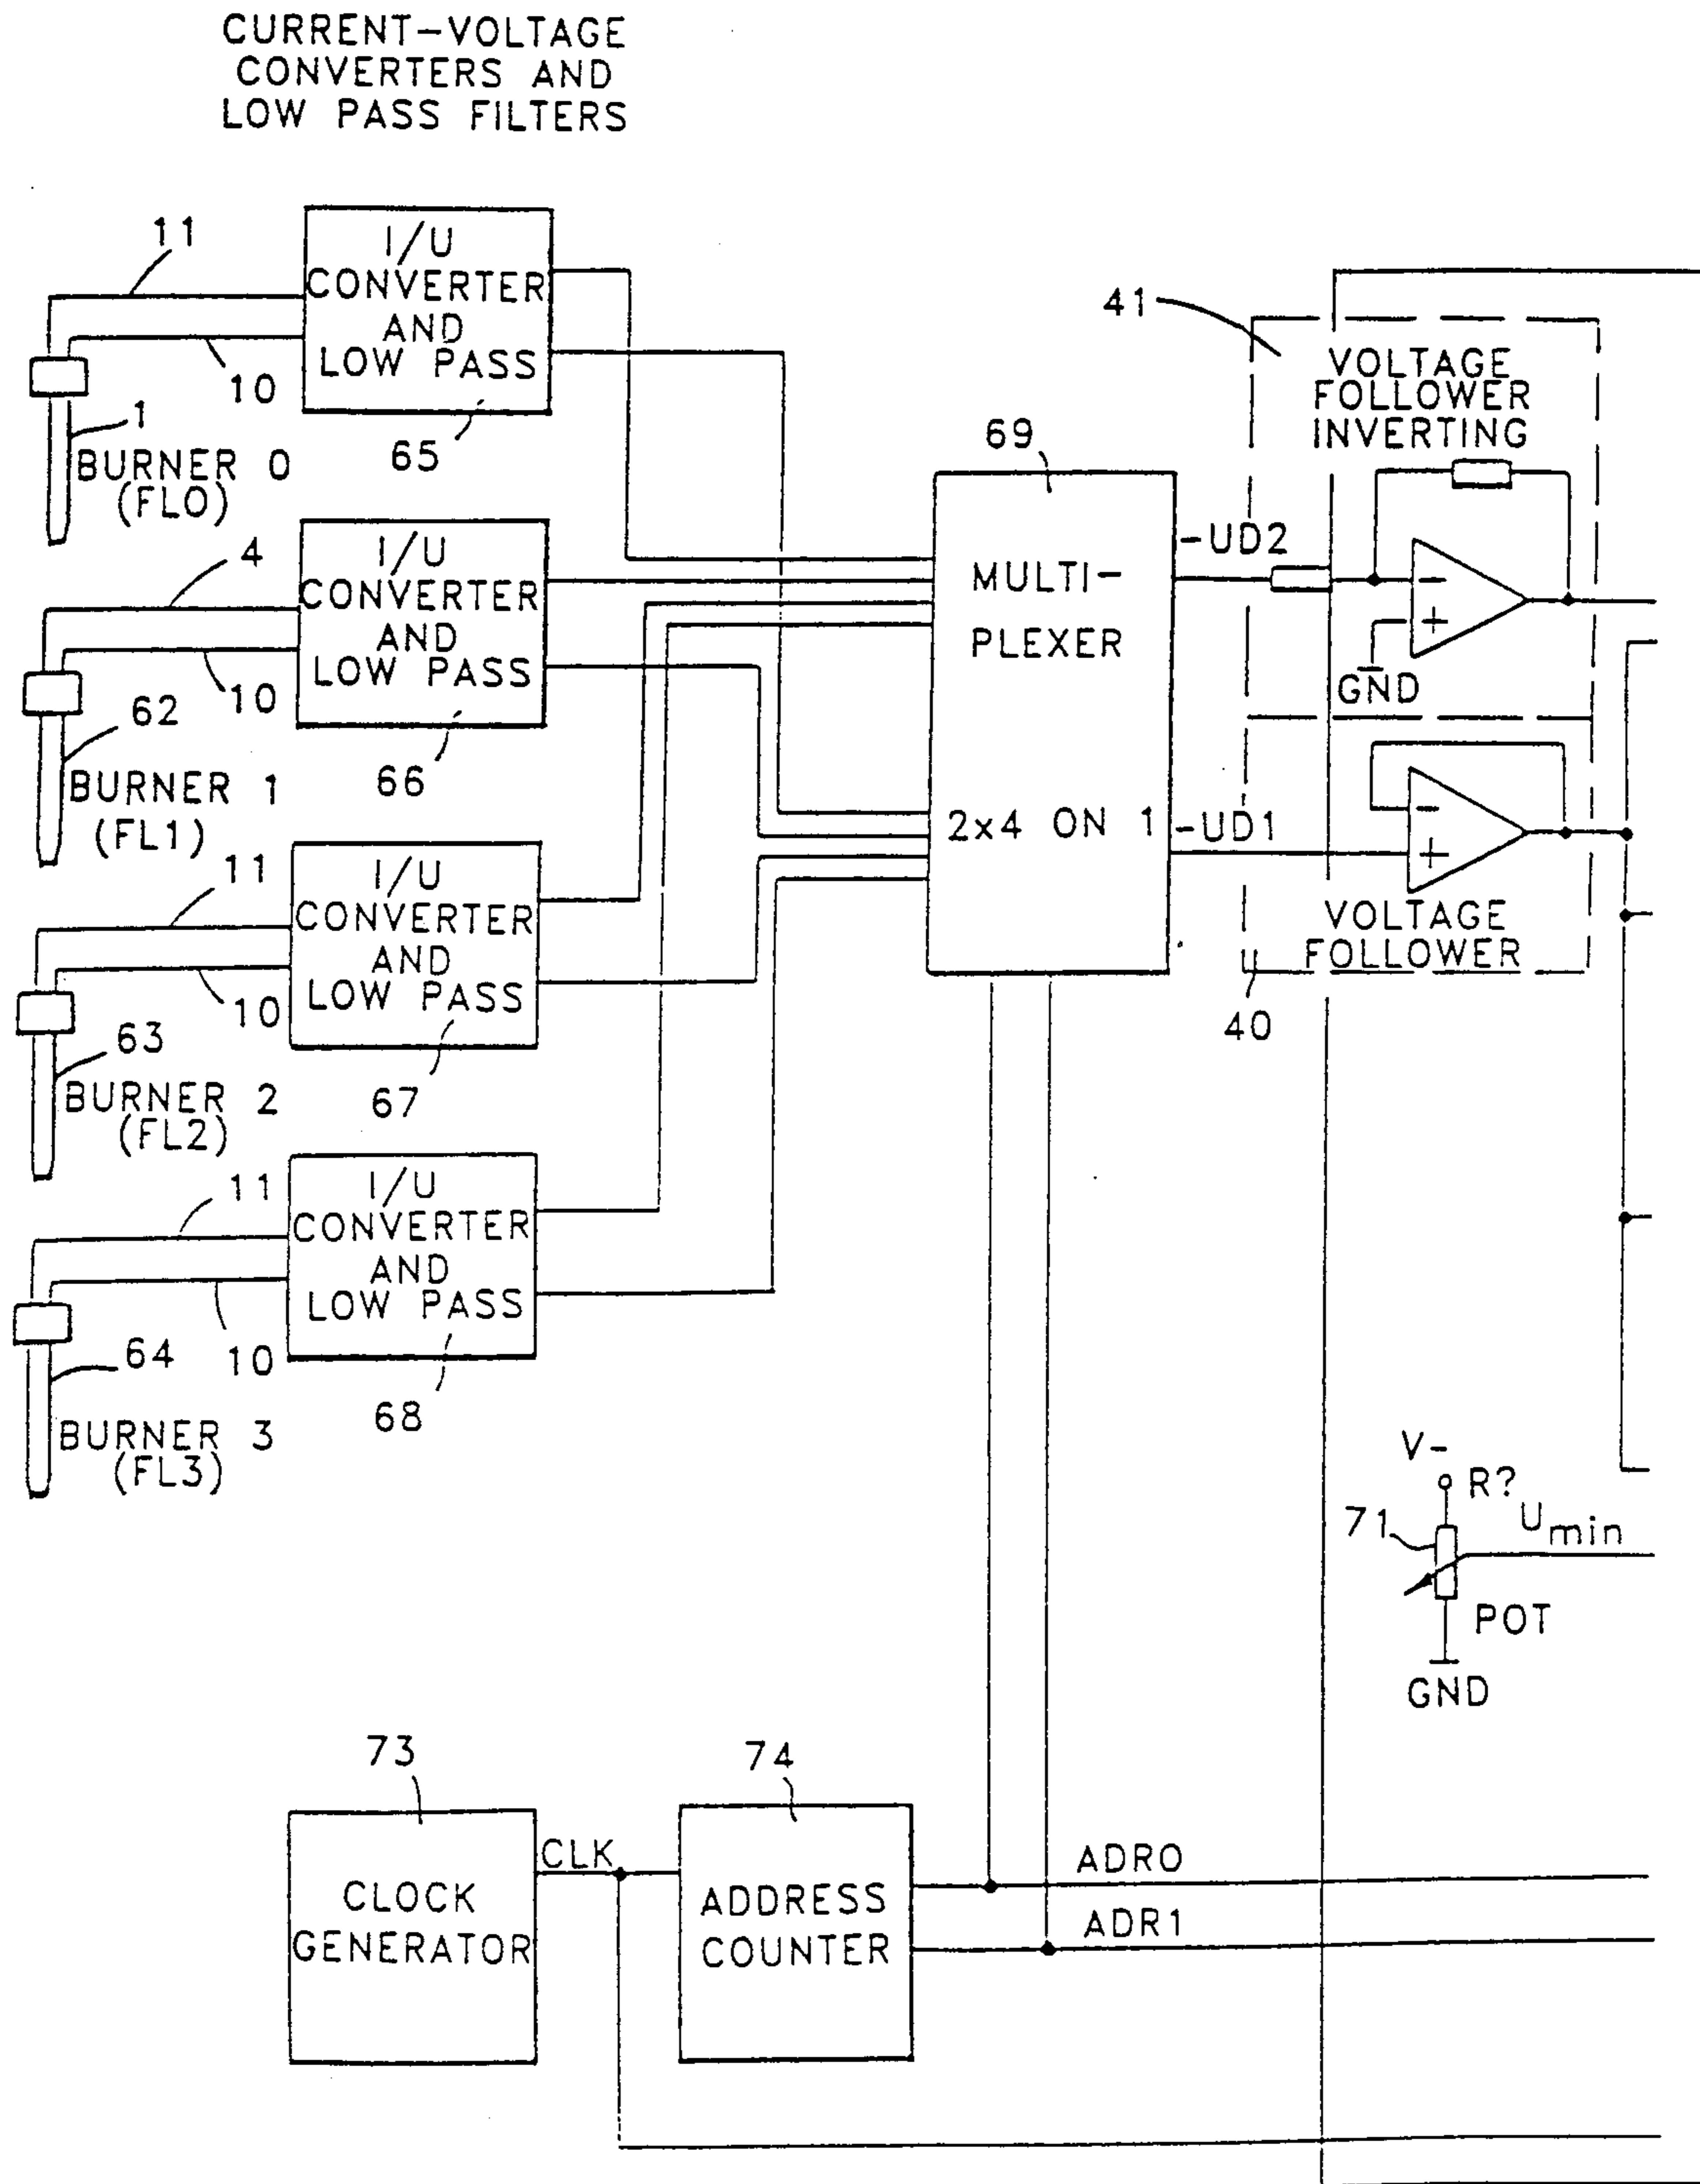 CURRENT-VOLTAGE
CONVERTERS AND
LOW PASS FILTERS
11
I/U
CONVERTER
AND
LOW PASS
10
65
1
BURNER 0
(FL0)
4
I/U
CONVERTER
AND
LOW PASS
10
62
66
BURNER 1
(FL1)
11
I/U
CONVERTER
AND
LOW PASS
10
63
67
BURNER 2
(FL2)
11
I/U
CONVERTER
AND
LOW PASS
10
64
68
BURNER 3
(FL3)
69
MULTI-
PLEXER
2x4 ON 1
-UD2
-UD1
41
VOLTAGE
FOLLOWER
INVERTING
-
+
GND
-
+
VOLTAGE
FOLLOWER
40
V-
R?
71
Umin
POT
GND
73
CLOCK
GENERATOR
CLK
74
ADDRESS
COUNTER
ADR0
ADR1